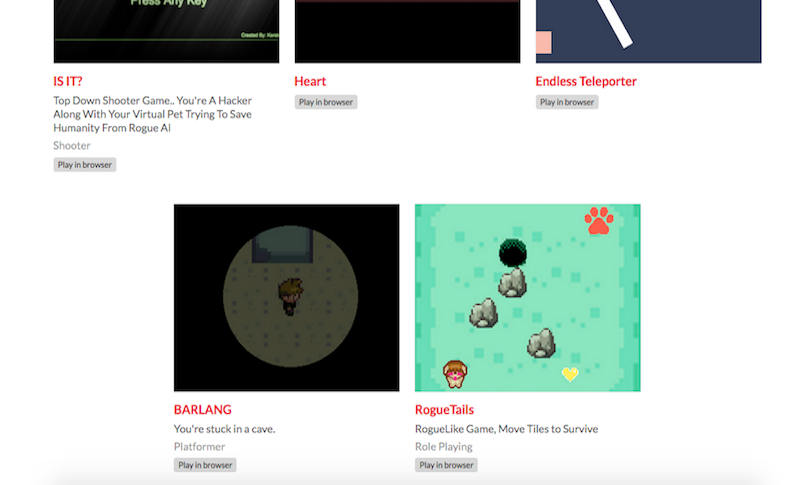 Press Any Key
IS IT?
Top Down Shooter Game.. You're A Hacker
Along With Your Virtual Pet Trying To Save
Humanity From Rogue AI
Shooter
Play in browser
Heart
Play in browser
Endless Teleporter
Play in browser
BARLANG
You're stuck in a cave.
Platformer
Play in browser
RogueTails
RogueLike Game, Move Tiles to Survive
Role Playing
Play in browser